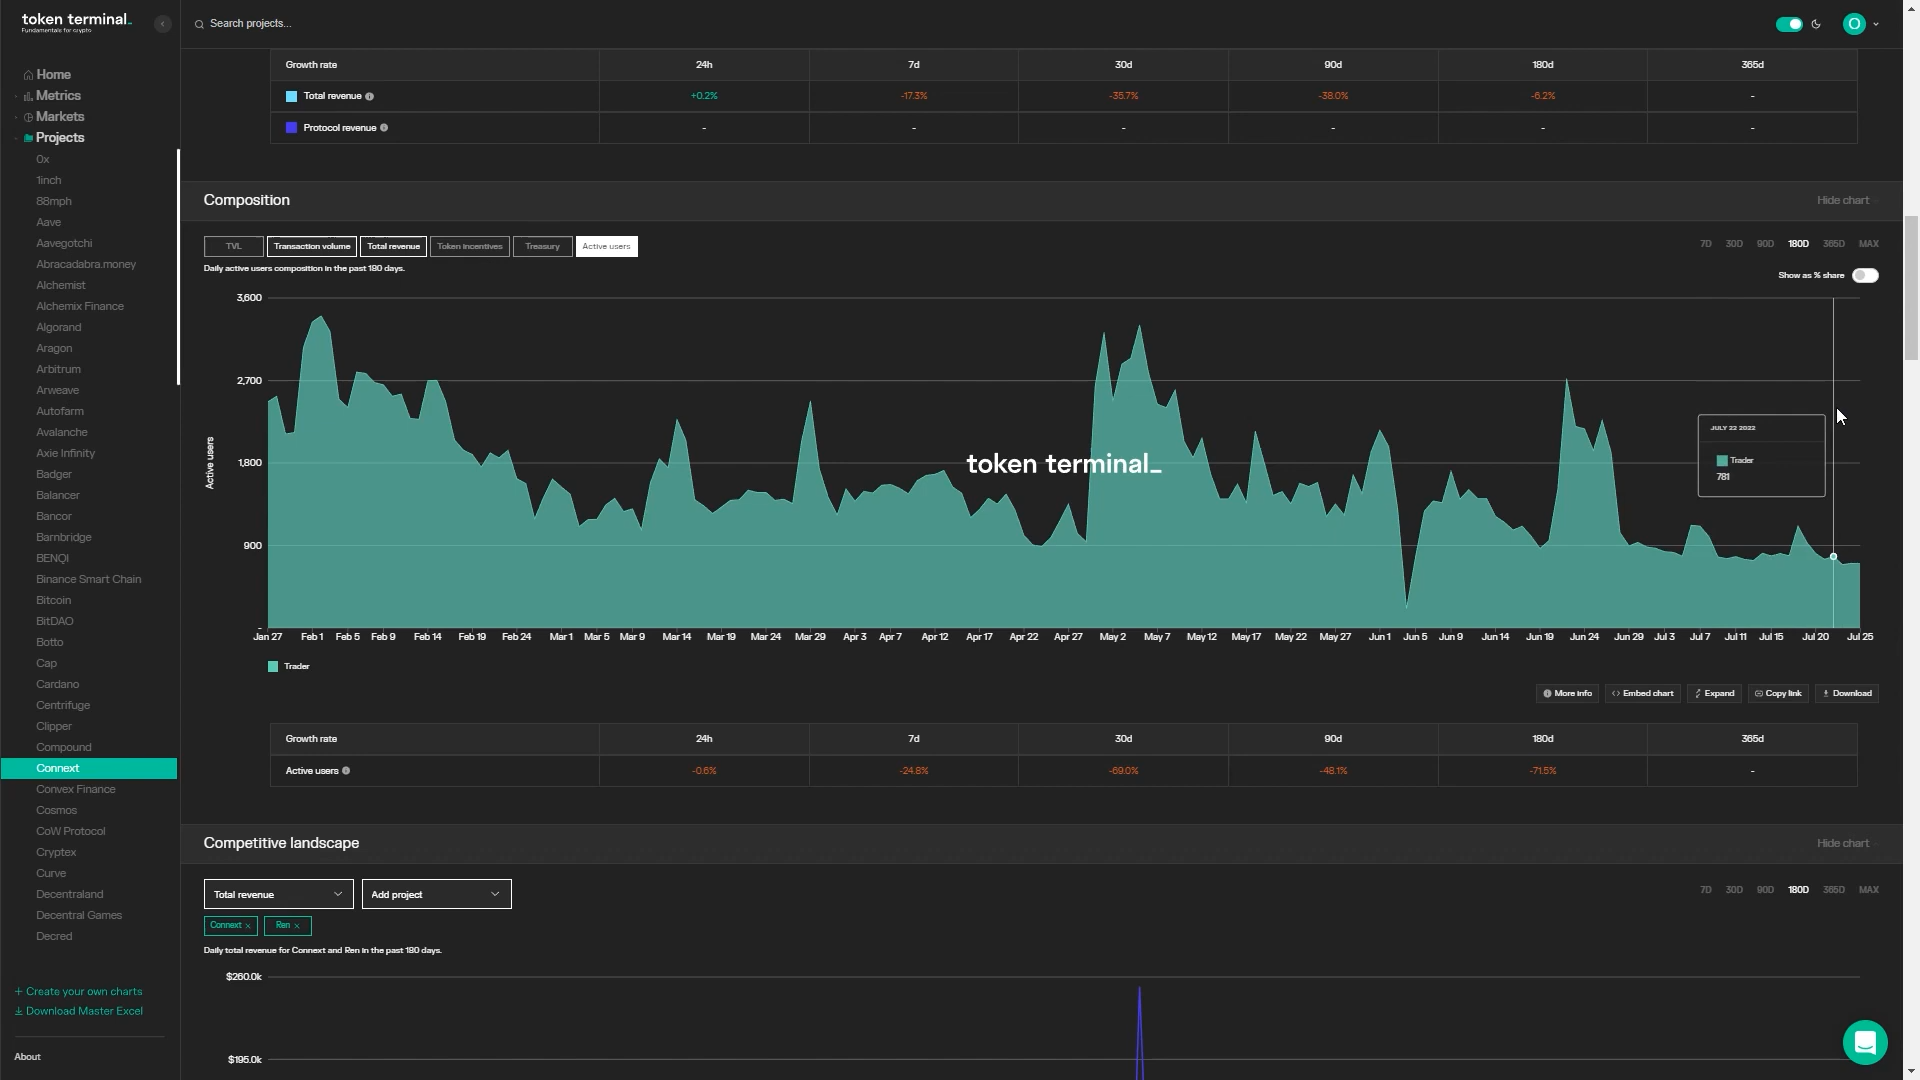 token terminal_
Fundamentals for crypto
Search projects...
O
Home
Metrics
Markets
Projects
0x
1inch
88mph
Aave
Aavegotchi
Abracadabra.money
Alchemist
Alchemix Finance
Algorand
Aragon
Arbitrum
Arweave
Autofarm
Avalanche
Axie Infinity
Badger
Balancer
Bancor
Barnbridge
BENQI
Binance Smart Chain
Bitcoin
BitDAO
Botto
Cap
Cardano
Centrifuge
Clipper
Compound
Connext
Convex Finance
Cosmos
CoW Protocol
Cryptex
Curve
Decentraland
Decentral Games
Decred
+ Create your own charts
Download Master Excel
About
Growth rate 24h 7d 30d 90d 180d 365d
Total revenue +0.2% -17.3% -35.7% -38.0% -6.2% -
Protocol revenue - - - - - -
Composition Hide chart
TVL Transaction volume Total revenue Token incentives Treasury Active users 7D 30D 90D 180D 365D MAX
Daily active users composition in the past 180 days.
Show as % share
3,600
2,700
1,800
900
-
Active users
token terminal_
JULY 22 2022
Trader
781
Jan 27 Feb 1 Feb 5 Feb 9 Feb 14 Feb 19 Feb 24 Mar 1 Mar 5 Mar 9 Mar 14 Mar 19 Mar 24 Mar 29 Apr 3 Apr 7 Apr 12 Apr 17 Apr 22 Apr 27 May 2 May 7 May 12 May 17 May 22 May 27 Jun 1 Jun 5 Jun 9 Jun 14 Jun 19 Jun 24 Jun 29 Jul 3 Jul 7 Jul 11 Jul 15 Jul 20 Jul 25
Trader
More info <> Embed chart Expand Copy link Download
Growth rate 24h 7d 30d 90d 180d 365d
Active users -0.6% -24.8% -69.0% -48.1% -71.5% -
Competitive landscape Hide chart
Total revenue Add project 7D 30D 90D 180D 365D MAX
Connext × Ren ×
Daily total revenue for Connext and Ren in the past 180 days.
$260.0k
$195.0k